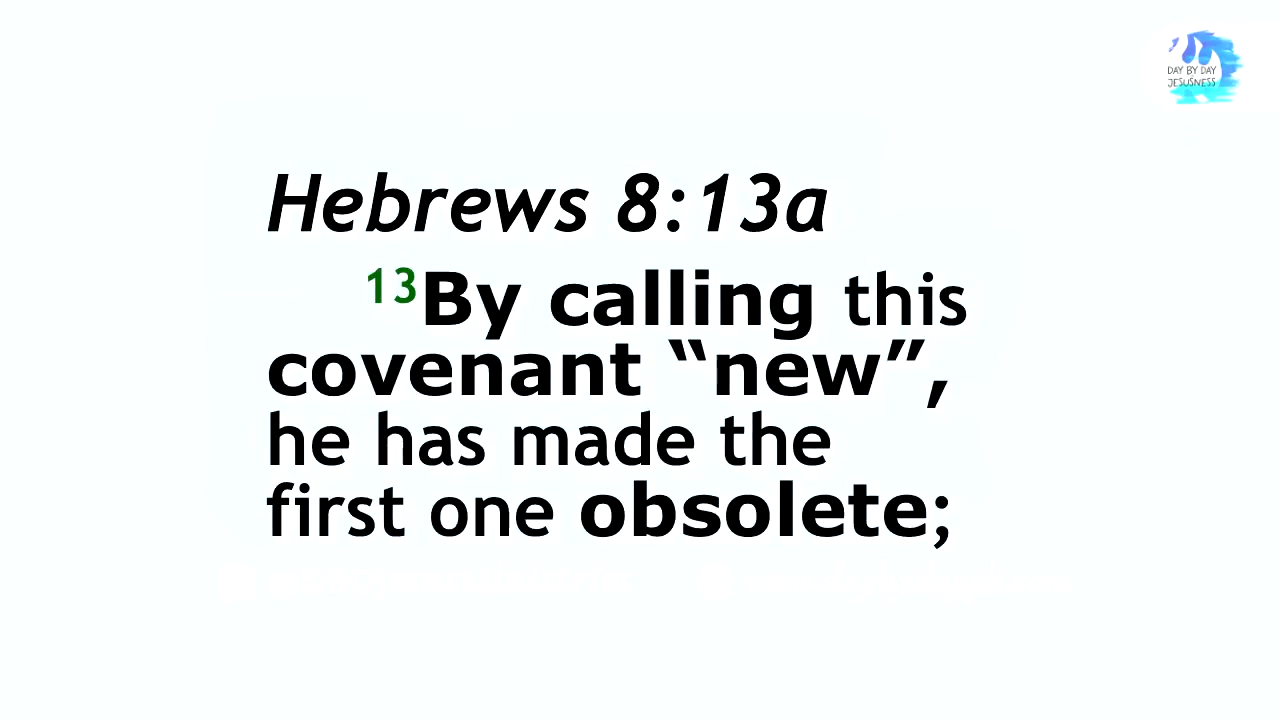 DAY BY DAY
JESUSNESS
Hebrews 8:13a
13By calling this
covenant “new”,
he has made the
first one obsolete;